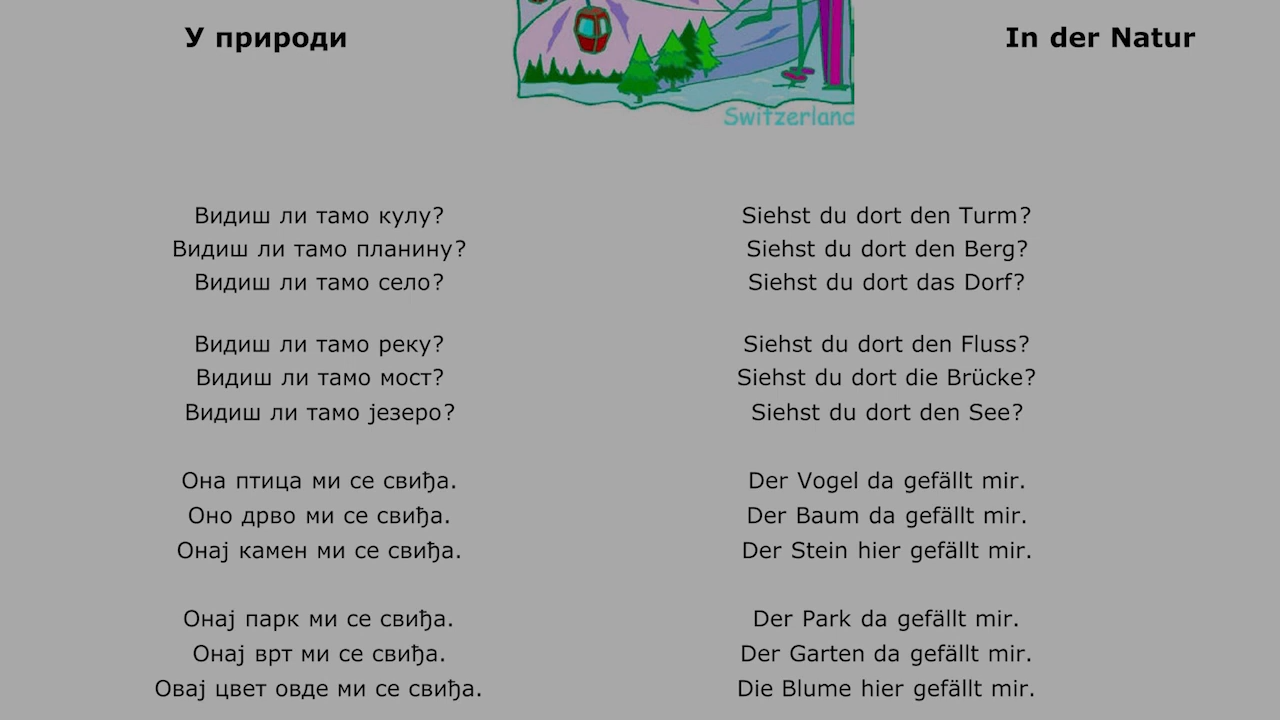 У природи
In der Natur
Switzerland
Видиш ли тамо кулу?
Видиш ли тамо планину?
Видиш ли тамо село?
Видиш ли тамо реку?
Видиш ли тамо мост?
Видиш ли тамо језеро?
Она птица ми се свиђа.
Оно дрво ми се свиђа.
Онај камен ми се свиђа.
Онај парк ми се свиђа.
Онај врт ми се свиђа.
Овај цвет овде ми се свиђа.
Siehst du dort den Turm?
Siehst du dort den Berg?
Siehst du dort das Dorf?
Siehst du dort den Fluss?
Siehst du dort die Brücke?
Siehst du dort den See?
Der Vogel da gefällt mir.
Der Baum da gefällt mir.
Der Stein hier gefällt mir.
Der Park da gefällt mir.
Der Garten da gefällt mir.
Die Blume hier gefällt mir.